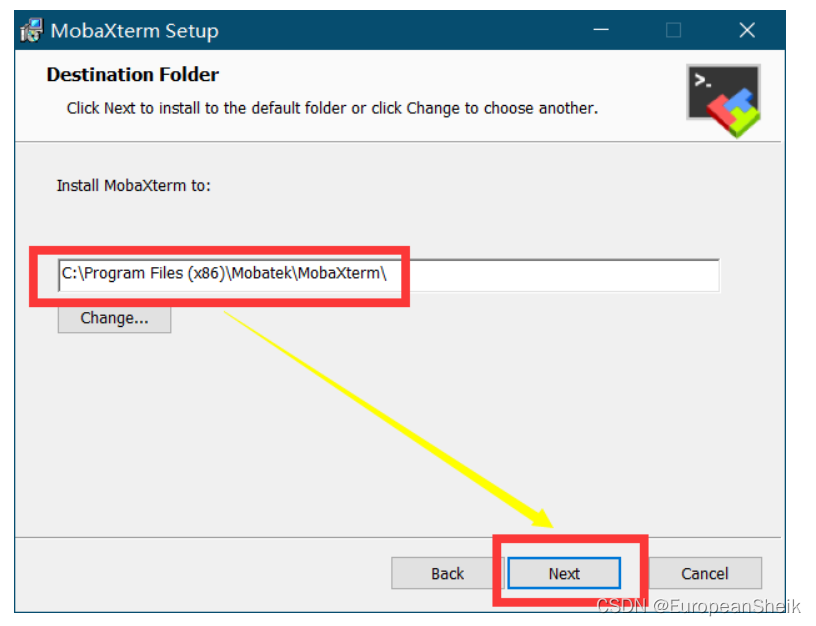 MobaXterm Setup
Destination Folder
Click Next to install to the default folder or click Change to choose another.
>_
Install MobaXterm to:
C:\Program Files (x86)\Mobatek\MobaXterm\
Change...
Back Next Cancel
CSDN @EuropeanSheik